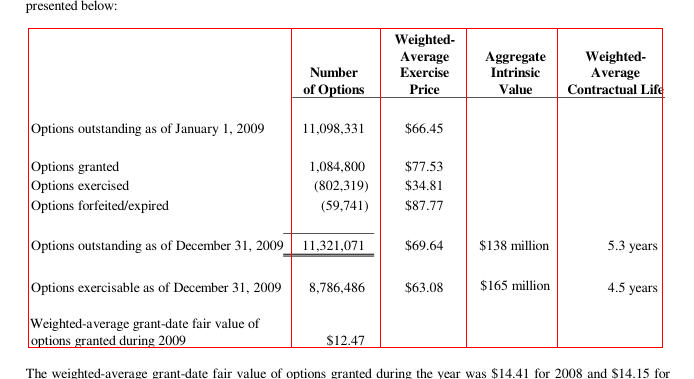 presented below:
Weighted-
Average Aggregate Weighted-
Number Exercise Intrinsic Average
of Options Price Value Contractual Life
Options outstanding as of January 1, 2009 11,098,331 $66.45
Options granted 1,084,800 $77.53
Options exercised (802,319) $34.81
Options forfeited/expired (59,741) $87.77
Options outstanding as of December 31, 2009 11,321,071 $69.64 $138 million 5.3 years
Options exercisable as of December 31, 2009 8,786,486 $63.08 $165 million 4.5 years
Weighted-average grant-date fair value of
options granted during 2009 $12.47
The weighted-average grant-date fair value of options granted during the year was $14.41 for 2008 and $14.15 for